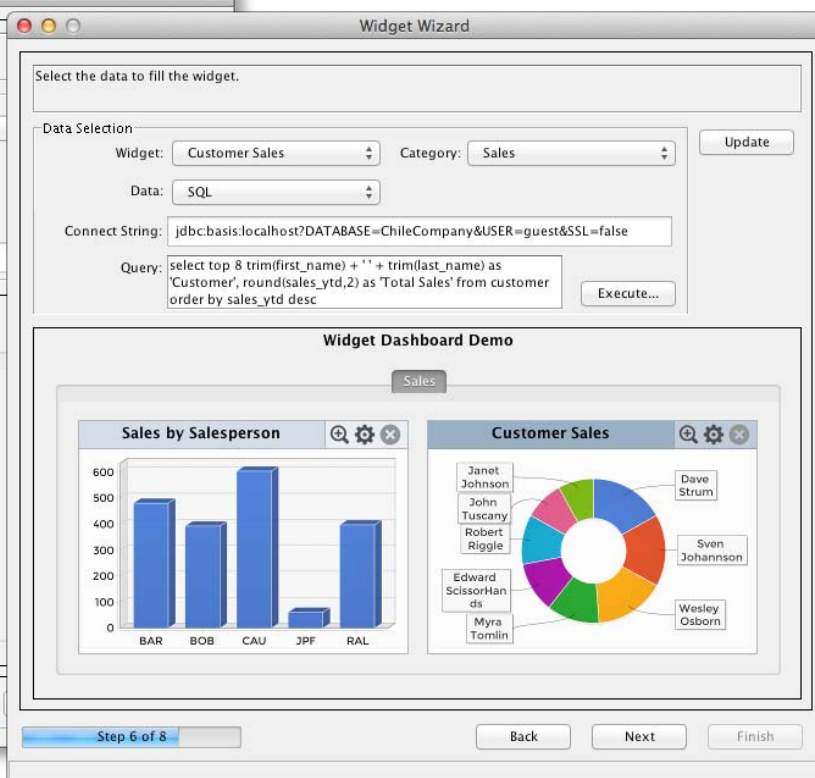 Widget Wizard
Select the data to fill the widget.
Data Selection
Widget: Customer Sales Category: Sales
Update
Data: SQL
Connect String: jdbc:basis:localhost?DATABASE=ChileCompany&USER=guest&SSL=false
Query: select top 8 trim(first_name) + ' ' + trim(last_name) as
'Customer', round(sales_ytd,2) as 'Total Sales' from customer
order by sales_ytd desc
Execute...
Widget Dashboard Demo
Sales
Sales by Salesperson
600
500
400
300
200
100
0
BAR BOB CAU JPF RAL
Customer Sales
Janet
Johnson
John
Tuscany
Robert
Riggle
Edward
ScissorHan
ds
Myra
Tomlin
Dave
Strum
Sven
Johannson
Wesley
Osborn
Step 6 of 8
Back
Next
Finish